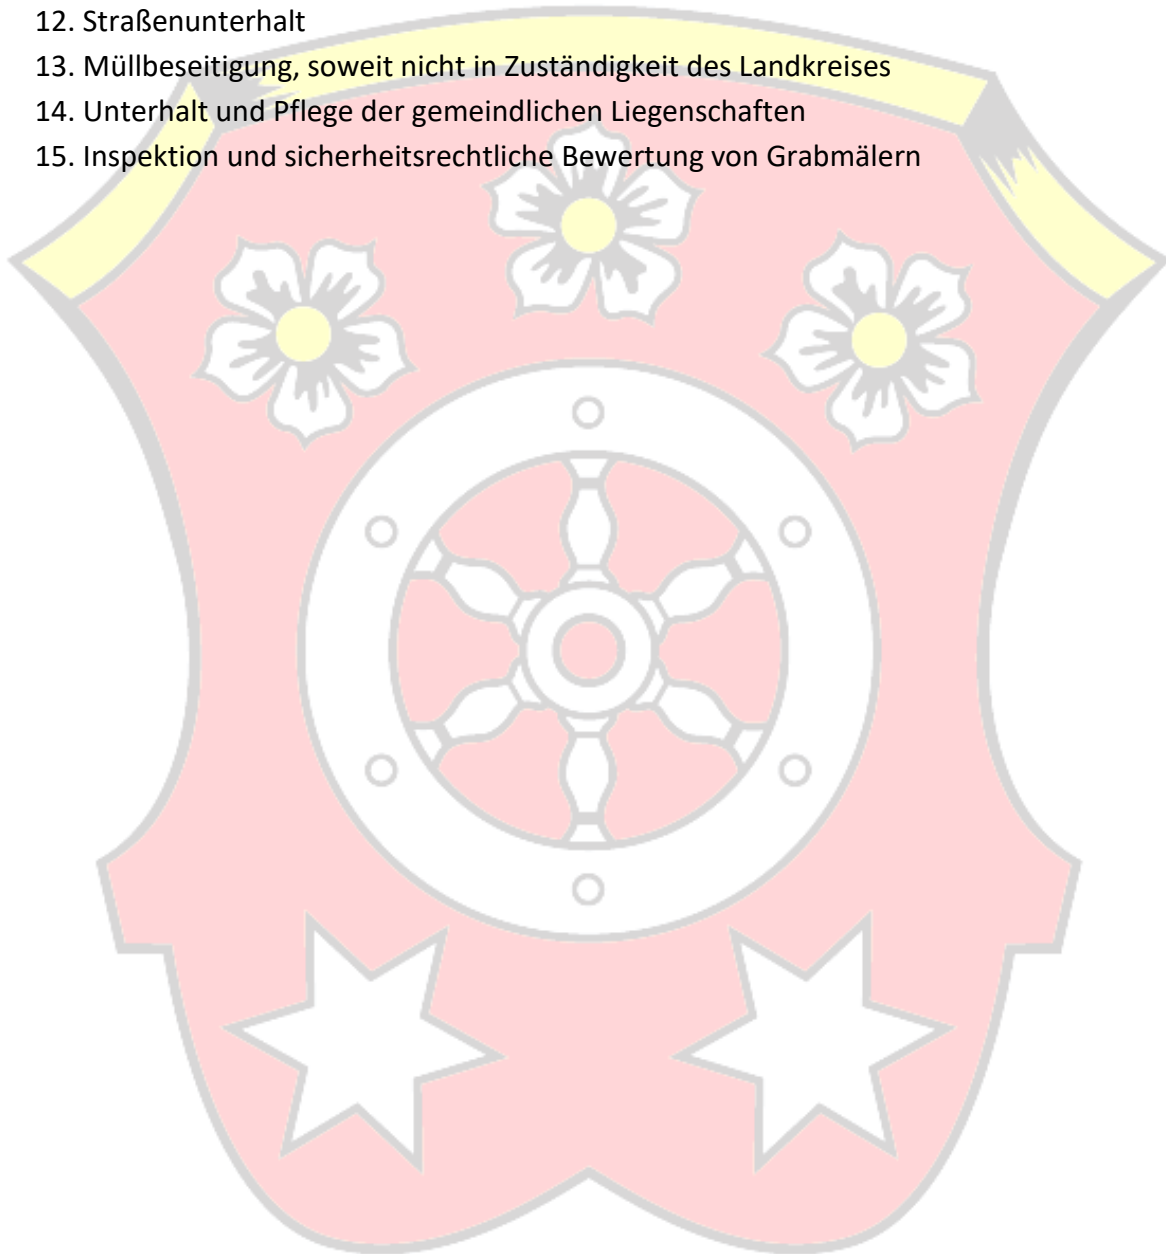 12. Straßenunterhalt
13. Müllbeseitigung, soweit nicht in Zuständigkeit des Landkreises
14. Unterhalt und Pflege der gemeindlichen Liegenschaften
15. Inspektion und sicherheitsrechtliche Bewertung von Grabmälern